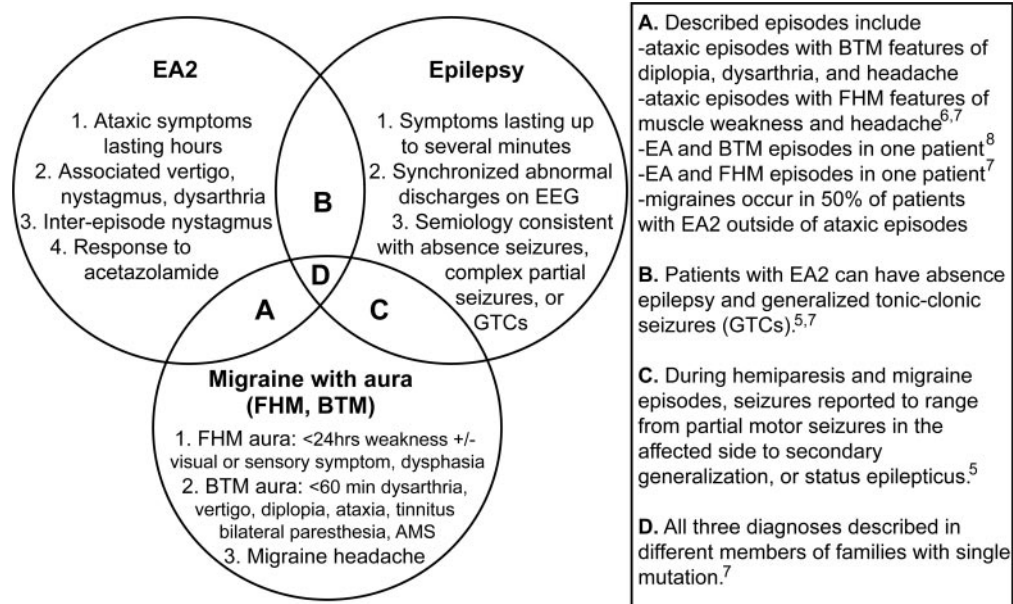 EA2
1. Ataxic symptoms
lasting hours
2. Associated vertigo,
nystagmus, dysarthria
3. Inter-episode nystagmus
4. Response to
acetazolamide
Epilepsy
1. Symptoms lasting up
to several minutes
2. Synchronized abnormal
discharges on EEG
3. Semiology consistent
with absence seizures,
complex partial
seizures, or
GTCs
B
D
A
C
Migraine with aura
(FHM, BTM)
1. FHM aura: <24hrs weakness +/-
visual or sensory symptom, dysphasia
2. BTM aura: <60 min dysarthria,
vertigo, diplopia, ataxia, tinnitus
bilateral paresthesia, AMS
3. Migraine headache
A. Described episodes include
-ataxic episodes with BTM features of
diplopia, dysarthria, and headache
-ataxic episodes with FHM features of
muscle weakness and headache6,7
-EA and BTM episodes in one patient8
-EA and FHM episodes in one patient7
-migraines occur in 50% of patients
with EA2 outside of ataxic episodes
B. Patients with EA2 can have absence
epilepsy and generalized tonic-clonic
seizures (GTCs).5,7
C. During hemiparesis and migraine
episodes, seizures reported to range
from partial motor seizures in the
affected side to secondary
generalization, or status epilepticus.5
D. All three diagnoses described in
different members of families with single
mutation.7